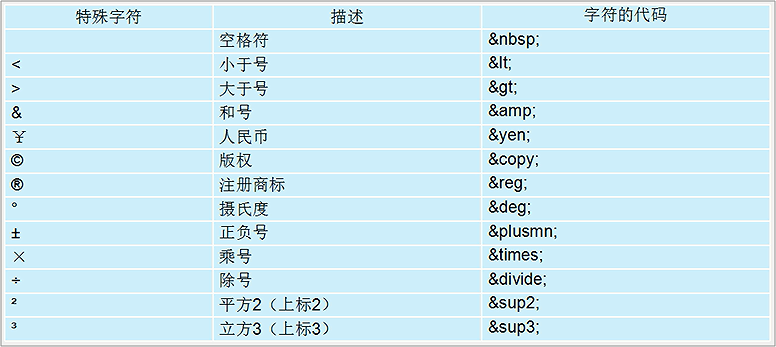 特殊字符 描述 字符的代码
空格符 &nbsp;
< 小于号 &lt;
> 大于号 &gt;
& 和号 &amp;
¥ 人民币 &yen;
© 版权 &copy;
® 注册商标 &reg;
° 摄氏度 &deg;
± 正负号 &plusmn;
× 乘号 &times;
÷ 除号 &divide;
² 平方2（上标2） &sup2;
³ 立方3（上标3） &sup3;